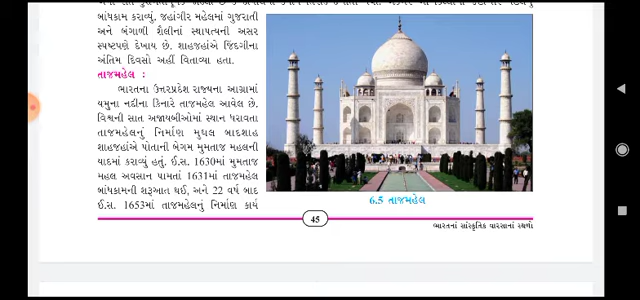 બાંધકામ કરાવ્યું. જહાંગીર મહેલમાં ગુજરાતી
અને બંગાળી શૈલીનાં સ્થાપત્યની અસર
સ્પષ્ટપણે દેખાય છે. શાહજહાંએ જિંદગીના
અંતિમ દિવસો અહીં વિતાવ્યા હતા.
તાજમહેલ :
ભારતના ઉત્તરપ્રદેશ રાજ્યના આગ્રામાં
યમુના નદીના કિનારે તાજમહેલ આવેલ છે.
વિશ્વની સાત અજાયબીઓમાં સ્થાન ધરાવતા
તાજમહેલનું નિર્માણ મુઘલ બાદશાહ
શાહજહાંએ પોતાની બેગમ મુમતાજ મહલની
યાદમાં કરાવ્યું હતું. ઈ.સ. 1630માં મુમતાજ
મહલ અવસાન પામતાં 1631માં તાજમહેલ
બાંધકામની શરૂઆત થઈ, અને 22 વર્ષ બાદ
ઈ.સ. 1653માં તાજમહેલનું નિર્માણ કાર્ય
6.5 તાજમહેલ
45
ભારતનાં સાંસ્કૃતિક વારસાનાં સ્થળો